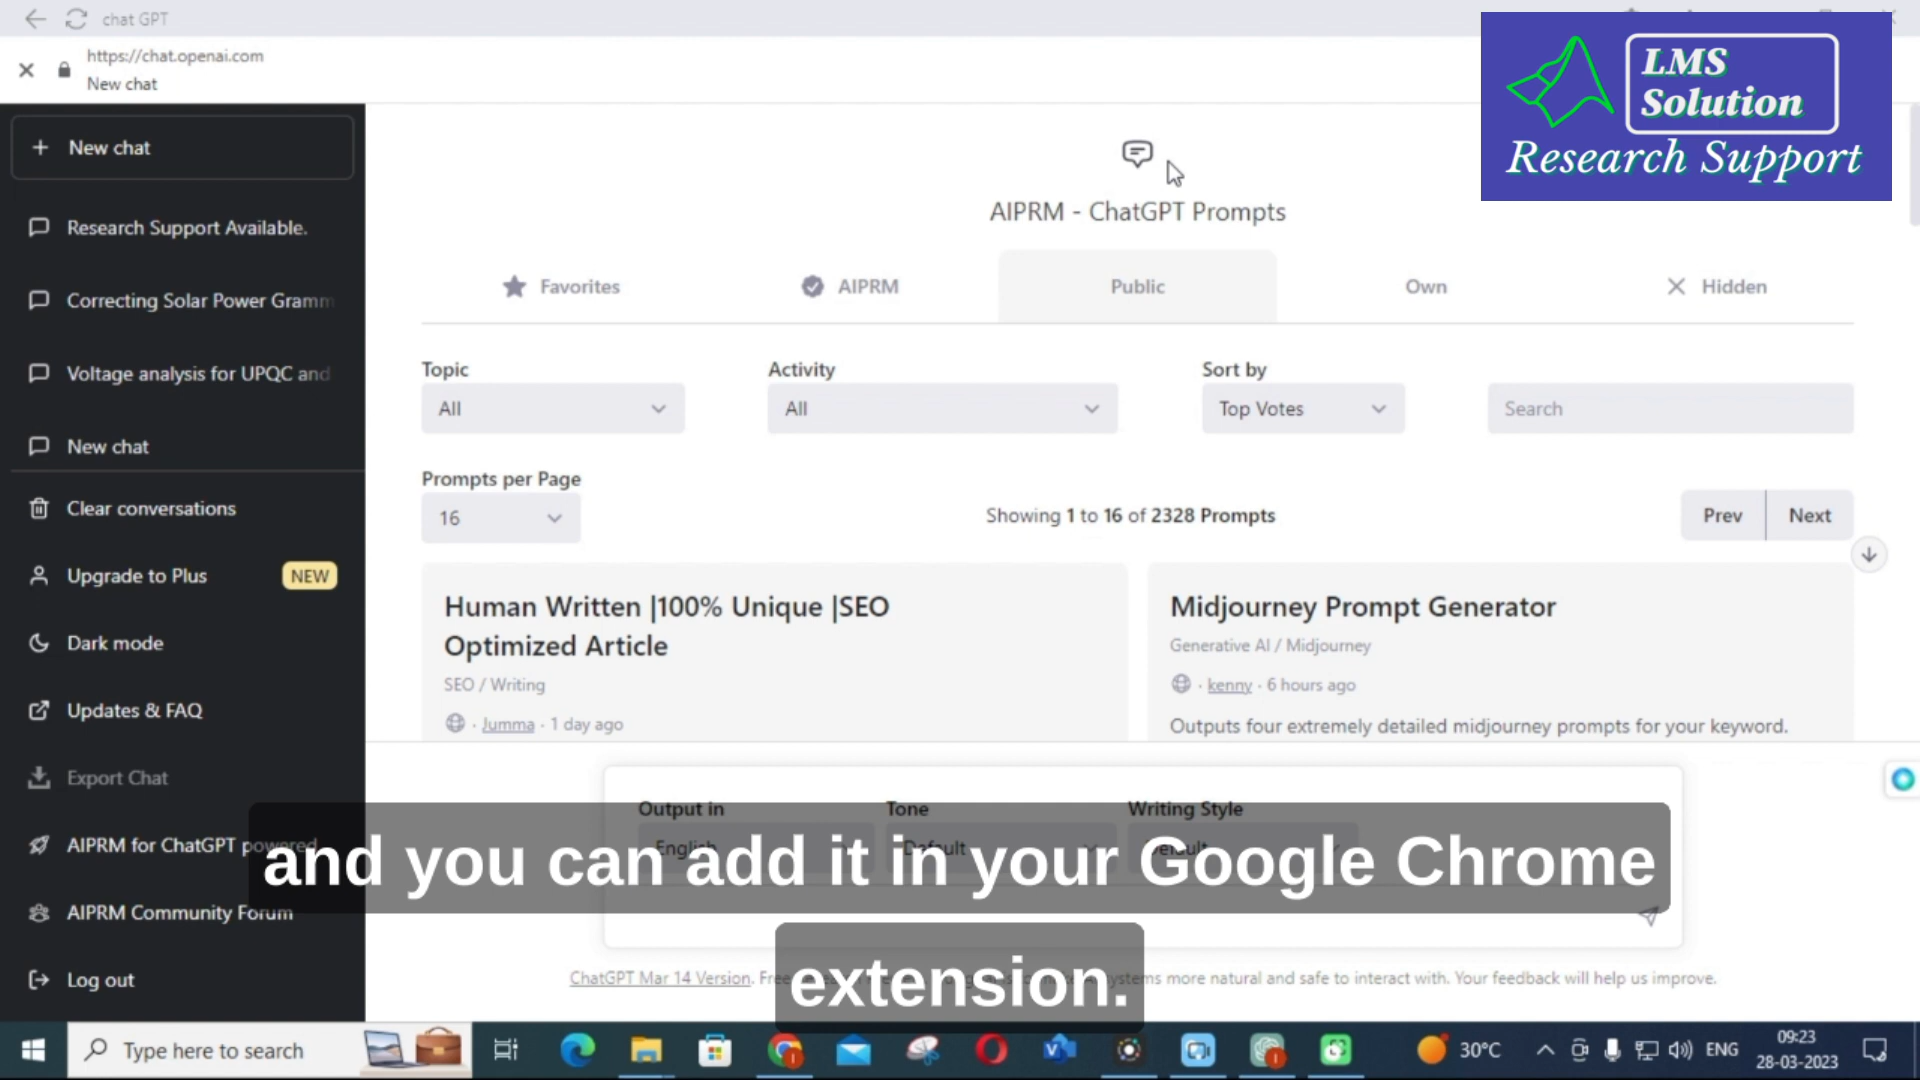 chat GPT
https://chat.openai.com
New chat
LMS
Solution
Research Support
New chat
Research Support Available.
Correcting Solar Power Gramm
Voltage analysis for UPQC and
New chat
Clear conversations
Upgrade to Plus NEW
Dark mode
Updates & FAQ
Export Chat
AIPRM for ChatGPT powered
AIPRM Community Forum
Log out
AIPRM - ChatGPT Prompts
Favorites AIPRM Public Own Hidden
Topic Activity Sort by
All All Top Votes Search
Prompts per Page
16 Showing 1 to 16 of 2328 Prompts Prev Next
Human Written |100% Unique |SEO
Optimized Article
SEO / Writing
· Jumma · 1 day ago
Midjourney Prompt Generator
Generative AI / Midjourney
· kenny · 6 hours ago
Outputs four extremely detailed midjourney prompts for your keyword.
Output in Tone Writing Style
English Default Default
and you can add it in your Google Chrome
extension.
ChatGPT Mar 14 Version. Free more natural and safe to interact with. Your feedback will help us improve.
Type here to search
30°C ENG 09:23
28-03-2023